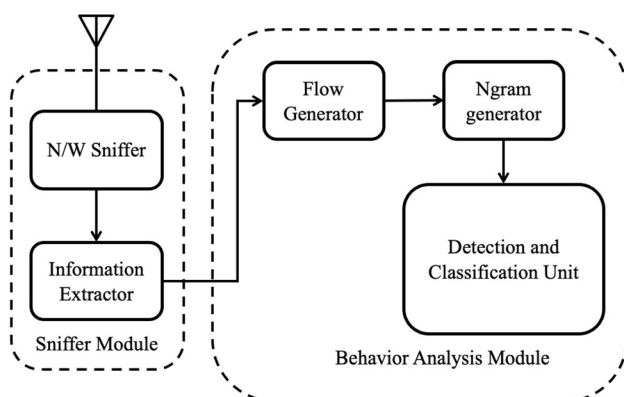 N/W Sniffer
Information
Extractor
Sniffer Module
Flow
Generator
Ngram
generator
Detection and
Classification Unit
Behavior Analysis Module